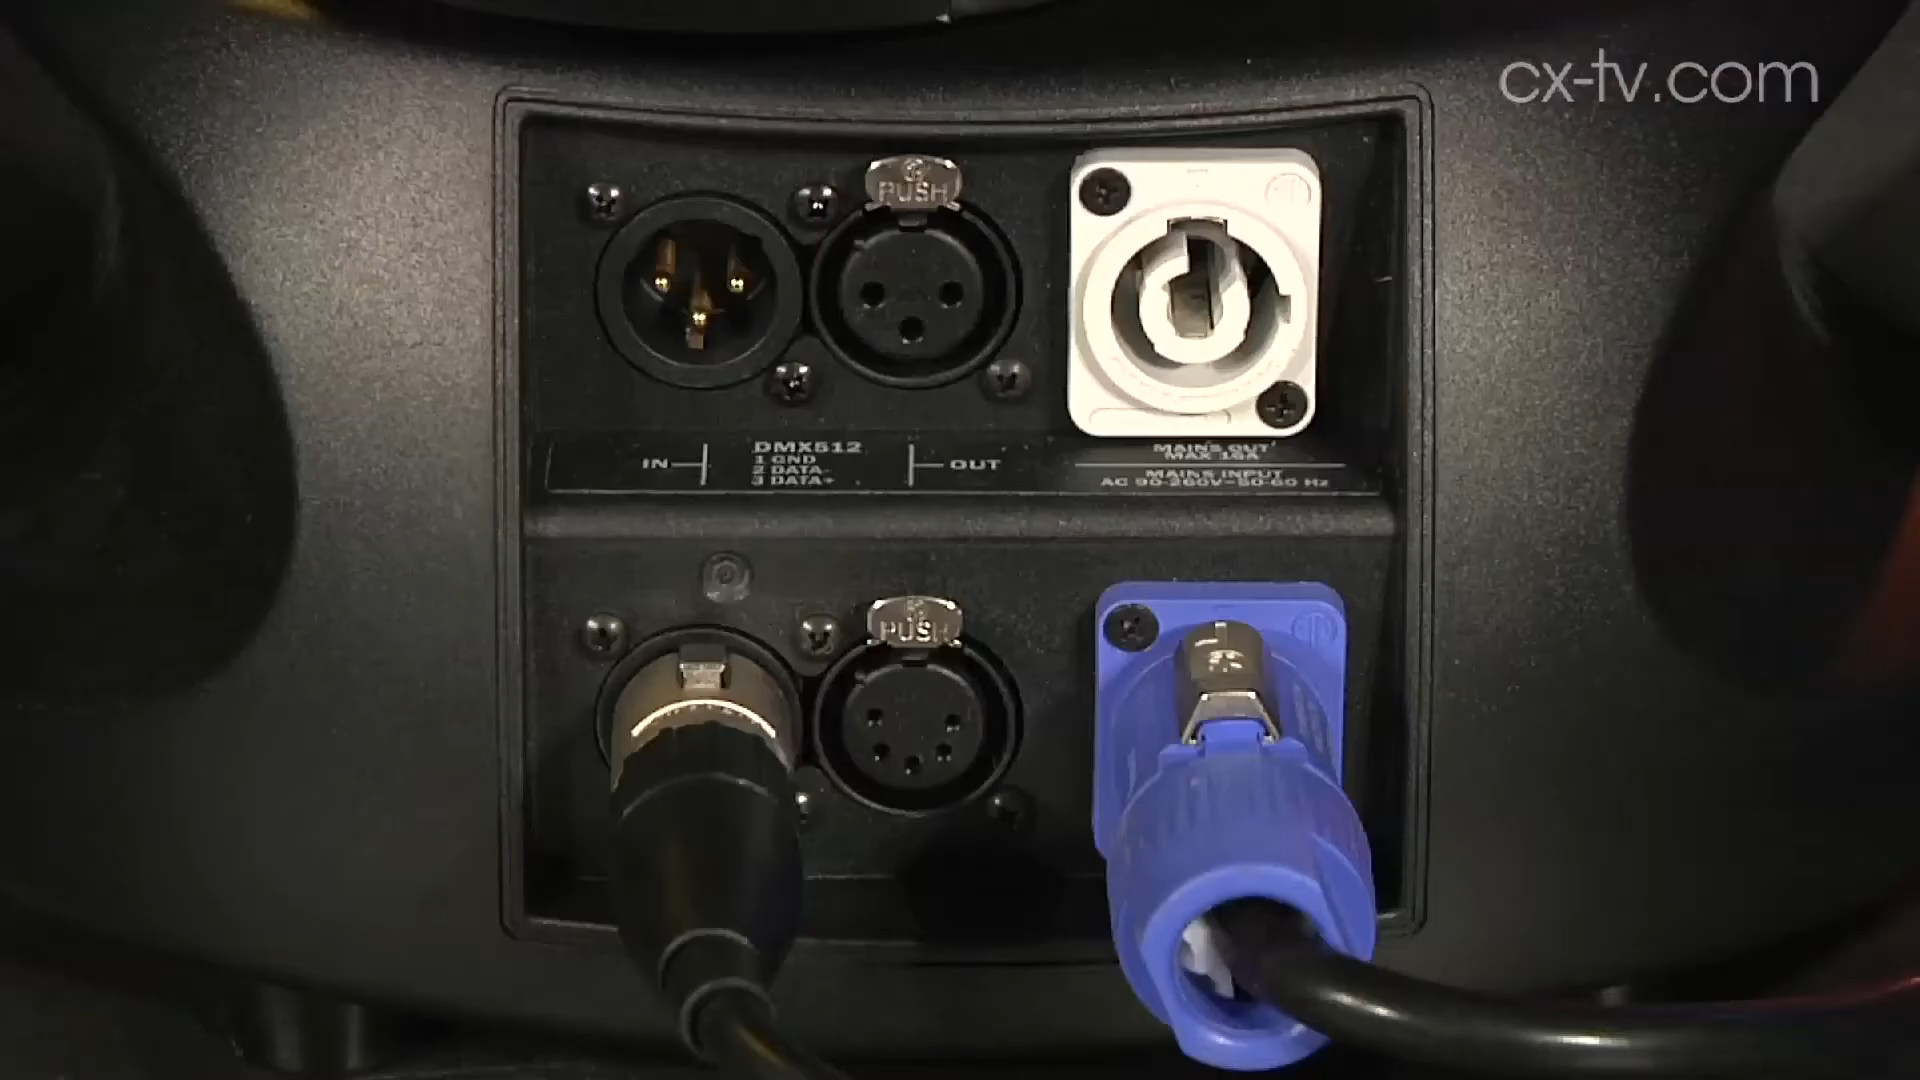 cx-tv.com
PUSH
DMX512
IN
1 GND
2 DATA-
3 DATA+
OUT
MAINS OUT
MAX 16A
MAINS INPUT
AC 90-260V~50-60 Hz
PUSH